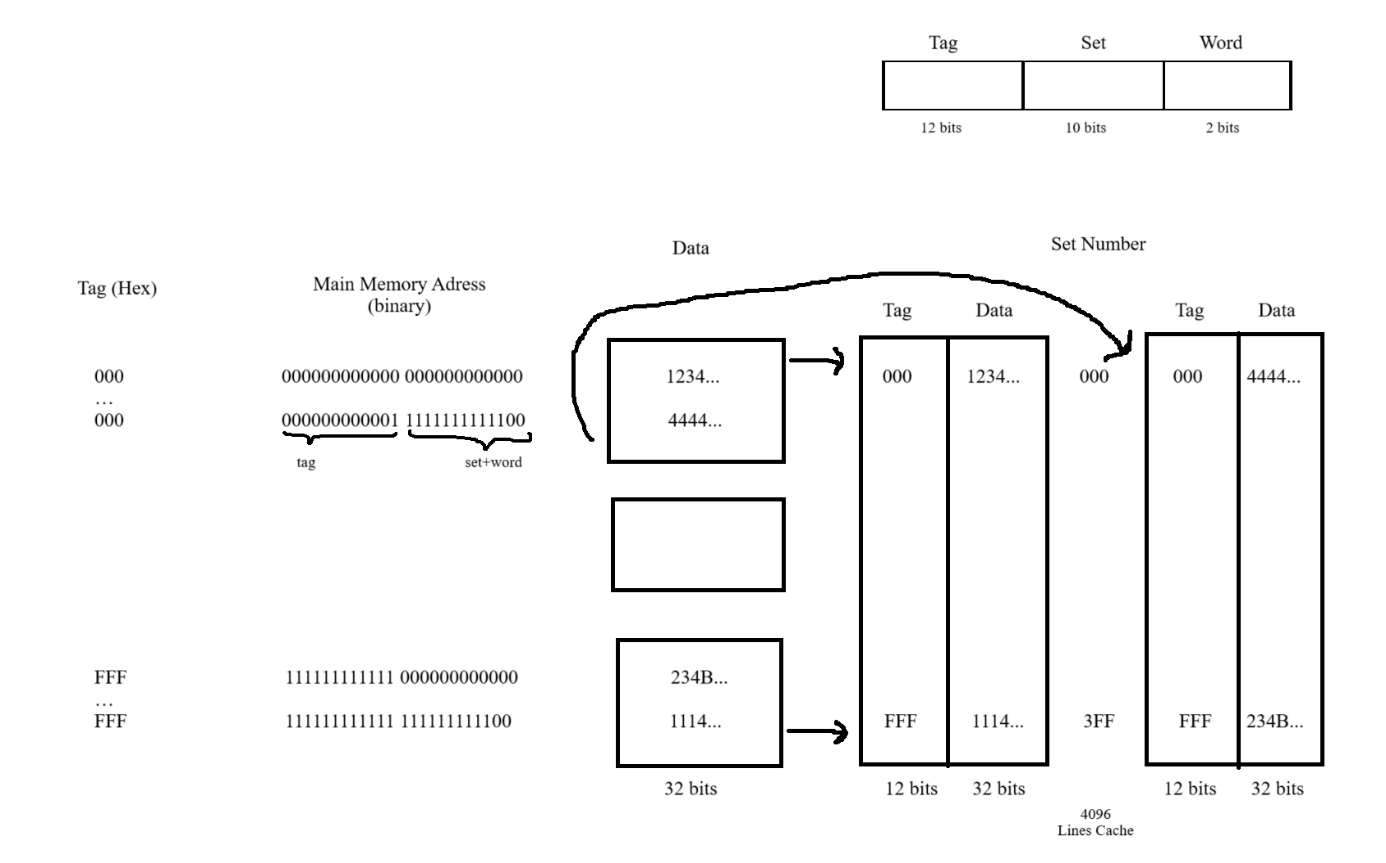 Tag Set Word
12 bits 10 bits 2 bits
Data Set Number
Tag (Hex) Main Memory Adress
(binary)
Tag Data Tag Data
000 000000000000 000000000000 1234... 000 1234... 000 000 4444...
...
000 000000000001 1111111111100 4444...
tag set+word
FFF 111111111111 000000000000 234B...
...
FFF 111111111111 111111111100 1114... FFF 1114... 3FF FFF 234B...
32 bits 12 bits 32 bits 12 bits 32 bits
4096
Lines Cache